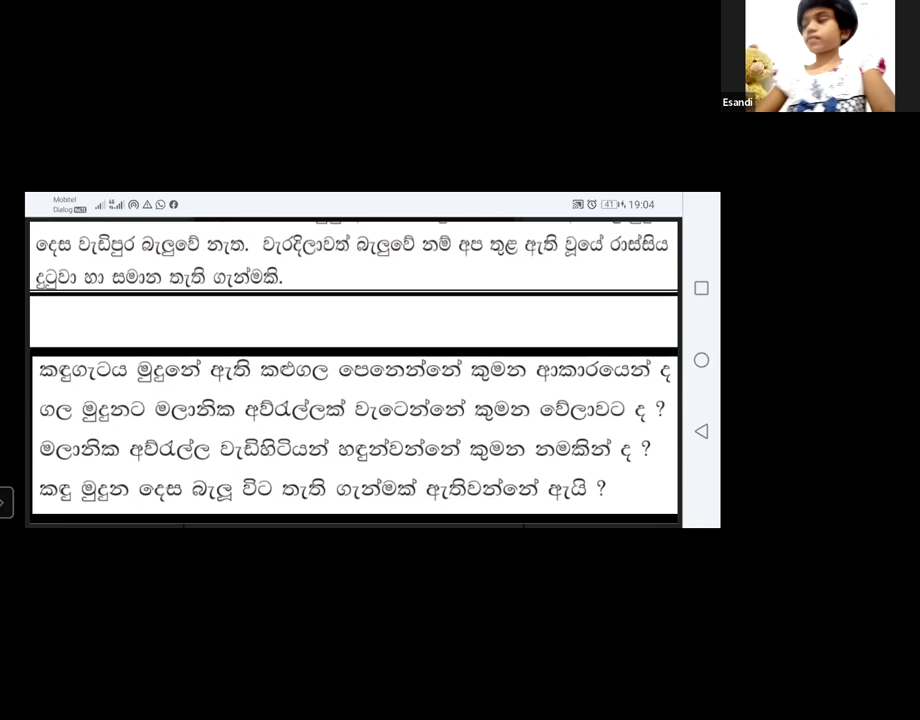 Esandi
Mobitel
Dialog VoLTE
41 19:04
දෙස වැඩිපුර බැලුවේ නැත. වැරදිලාවත් බැලුවේ නම් අප තුළ ඇති වූයේ රාස්සිය
දුටුවා හා සමාන තැති ගැන්මකි.
කඳුගැටය මුදුනේ ඇති කළුගල පෙනෙන්නේ කුමන ආකාරයෙන් ද
ගල මුදුනට මලානික අව්රැල්ලක් වැටෙන්නේ කුමන වේලාවට ද ?
මලානික අව්රැල්ල වැඩිහිටියන් හඳුන්වන්නේ කුමන නමකින් ද ?
කඳු මුදුන දෙස බැලූ විට තැති ගැන්මක් ඇතිවන්නේ ඇයි ?